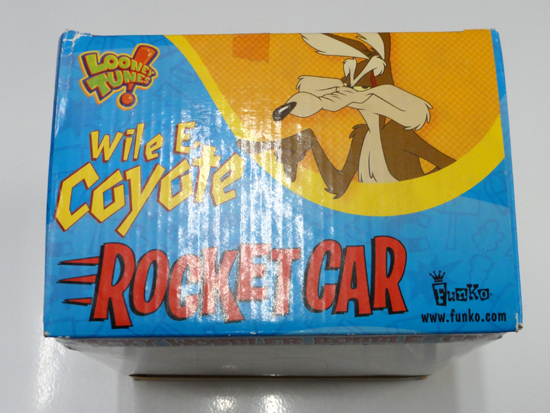 LOONEY
TUNES!
Wile E.
Coyote
ROCKET CAR
Funko
www.funko.com